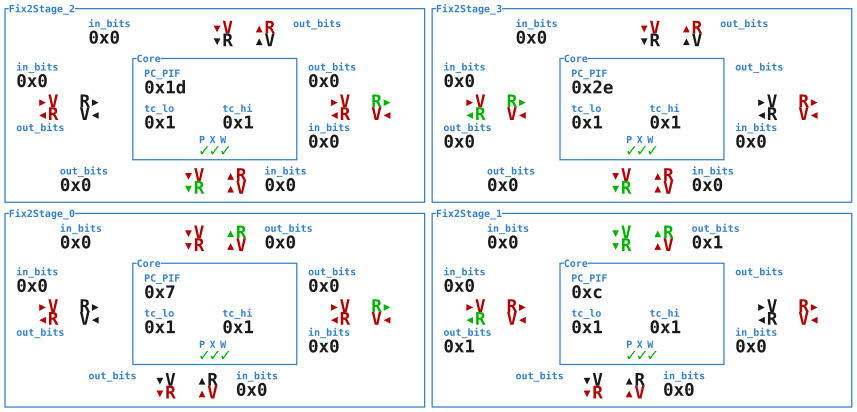 Fix2Stage_2
in_bits
0x0
▾V ▴R
▾R ▴V
out_bits
in_bits
0x0
▸V R▸
◂R V◂
out_bits
Core
PC_PIF
0x1d
tc_lo tc_hi
0x1 0x1
P X W
✓✓✓
out_bits
0x0
▸V R▸
◂R V◂
in_bits
0x0
out_bits
0x0
▾V ▴R
▾R ▴V
in_bits
0x0
Fix2Stage_3
in_bits
0x0
▾V ▴R
▾R ▴V
out_bits
in_bits
0x0
▸V R▸
◂R V◂
out_bits
0x0
Core
PC_PIF
0x2e
tc_lo tc_hi
0x1 0x1
P X W
✓✓✓
out_bits
▸V R▸
◂R V◂
in_bits
0x0
out_bits
0x0
▾V ▴R
▾R ▴V
in_bits
0x0
Fix2Stage_0
in_bits
0x0
▾V ▴R
▾R ▴V
out_bits
0x0
in_bits
0x0
▸V R▸
◂R V◂
out_bits
Core
PC_PIF
0x7
tc_lo tc_hi
0x1 0x1
P X W
✓✓✓
out_bits
0x0
▸V R▸
◂R V◂
in_bits
0x0
out_bits
▾V ▴R
▾R ▴V
in_bits
0x0
Fix2Stage_1
in_bits
0x0
▾V ▴R
▾R ▴V
out_bits
0x1
in_bits
0x0
▸V R▸
◂R V◂
out_bits
0x1
Core
PC_PIF
0xc
tc_lo tc_hi
0x1 0x1
P X W
✓✓✓
out_bits
▸V R▸
◂R V◂
in_bits
0x0
out_bits
▾V ▴R
▾R ▴V
in_bits
0x0